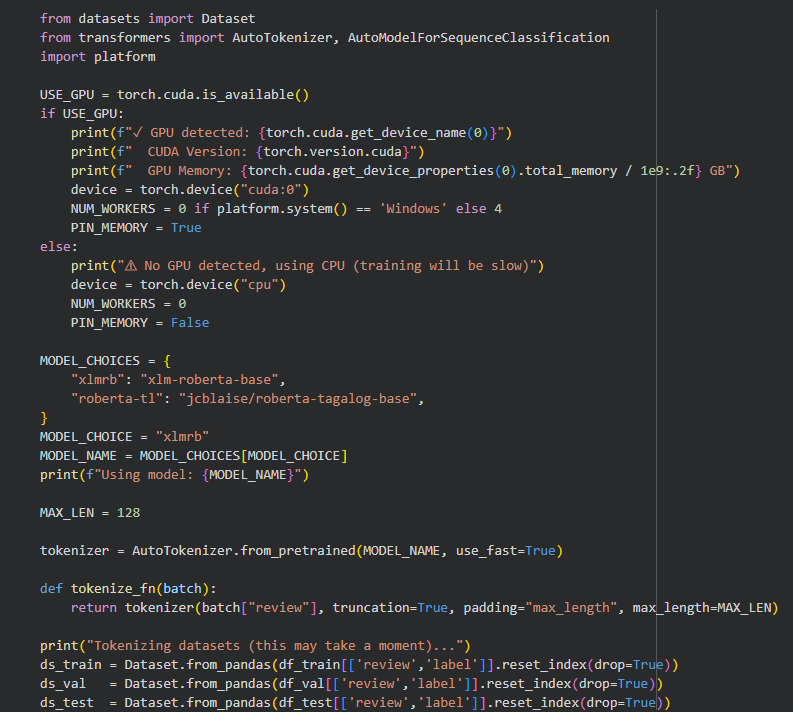 from datasets import Dataset
from transformers import AutoTokenizer, AutoModelForSequenceClassification
import platform

USE_GPU = torch.cuda.is_available()
if USE_GPU:
    print(f"✓ GPU detected: {torch.cuda.get_device_name(0)}")
    print(f"  CUDA Version: {torch.version.cuda}")
    print(f"  GPU Memory: {torch.cuda.get_device_properties(0).total_memory / 1e9:.2f} GB")
    device = torch.device("cuda:0")
    NUM_WORKERS = 0 if platform.system() == 'Windows' else 4
    PIN_MEMORY = True
else:
    print("⚠ No GPU detected, using CPU (training will be slow)")
    device = torch.device("cpu")
    NUM_WORKERS = 0
    PIN_MEMORY = False

MODEL_CHOICES = {
    "xlmrb": "xlm-roberta-base",
    "roberta-tl": "jcblaise/roberta-tagalog-base",
}
MODEL_CHOICE = "xlmrb"
MODEL_NAME = MODEL_CHOICES[MODEL_CHOICE]
print(f"Using model: {MODEL_NAME}")

MAX_LEN = 128

tokenizer = AutoTokenizer.from_pretrained(MODEL_NAME, use_fast=True)

def tokenize_fn(batch):
    return tokenizer(batch["review"], truncation=True, padding="max_length", max_length=MAX_LEN)

print("Tokenizing datasets (this may take a moment)...")
ds_train = Dataset.from_pandas(df_train[['review','label']].reset_index(drop=True))
ds_val   = Dataset.from_pandas(df_val[['review','label']].reset_index(drop=True))
ds_test  = Dataset.from_pandas(df_test[['review','label']].reset_index(drop=True))